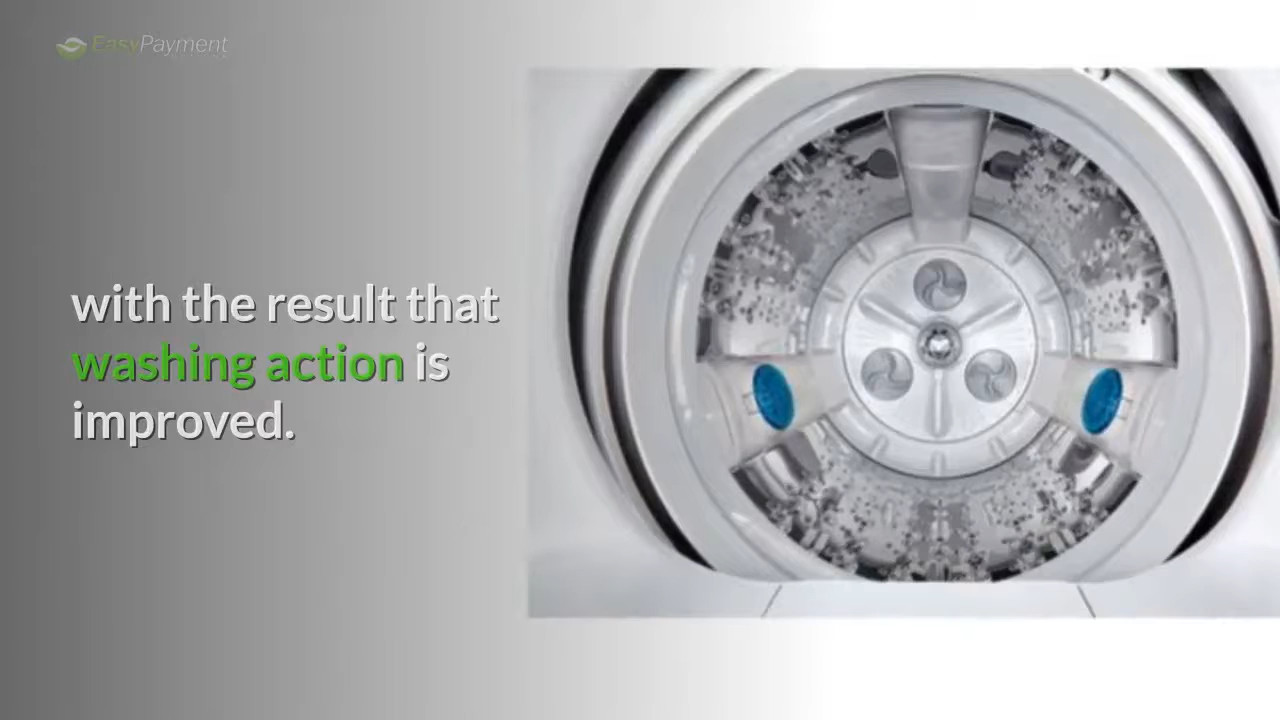 EasyPayment
with the result that
washing action is
improved.